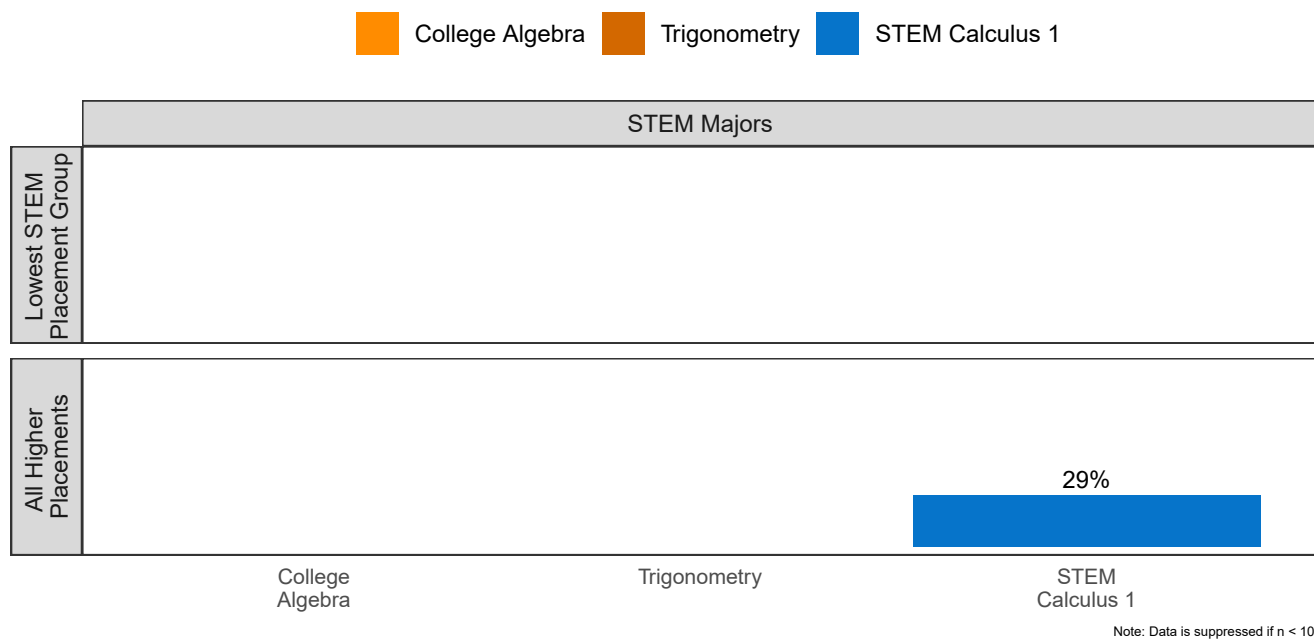 College Algebra Trigonometry STEM Calculus 1
STEM Majors
Lowest STEM
Placement Group
All Higher
Placements
29%
College
Algebra
Trigonometry
STEM
Calculus 1
Note: Data is suppressed if n < 10